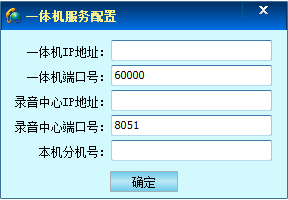 一体机服务配置
x
一体机IP地址:
一体机端口号: 60000
录音中心IP地址:
录音中心端口号: 8051
本机分机号:
确定